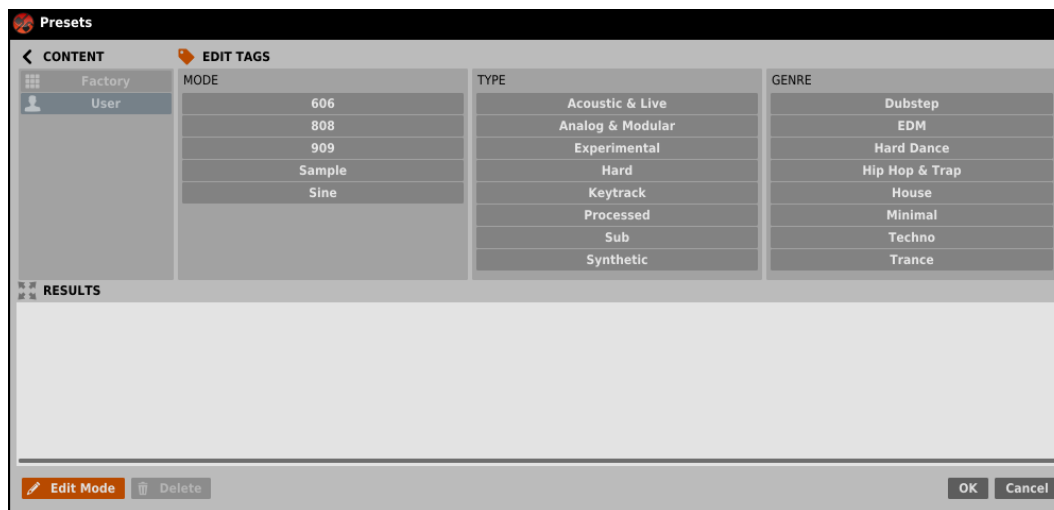 Presets
CONTENT
EDIT TAGS
Factory
User
MODE
606
808
909
Sample
Sine
TYPE
Acoustic & Live
Analog & Modular
Experimental
Hard
Keytrack
Processed
Sub
Synthetic
GENRE
Dubstep
EDM
Hard Dance
Hip Hop & Trap
House
Minimal
Techno
Trance
RESULTS
Edit Mode
Delete
OK
Cancel